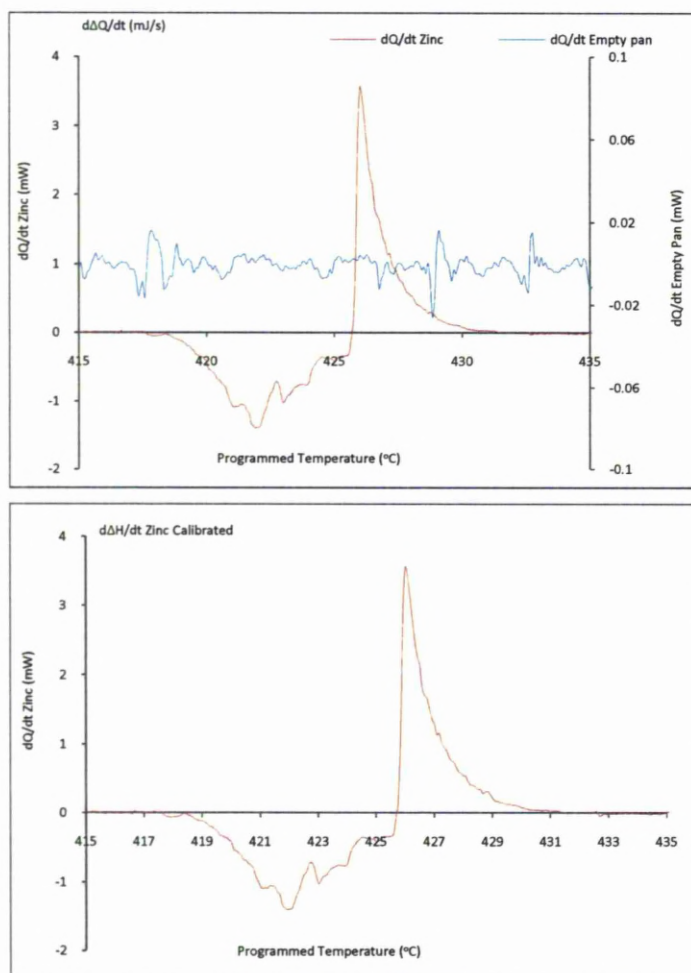 dΔQ/dt (mJ/s)
dQ/dt Zinc
dQ/dt Empty pan
4
3
2
1
0
-1
-2
dQ/dt Zinc (mW)
0.1
0.06
0.02
-0.02
-0.06
-0.1
dQ/dt Empty Pan (mW)
415 420 425 430 435
Programmed Temperature (°C)
dΔH/dt Zinc Calibrated
4
3
2
1
0
-1
-2
dQ/dt Zinc (mW)
415 417 419 421 423 425 427 429 431 433 435
Programmed Temperature (°C)